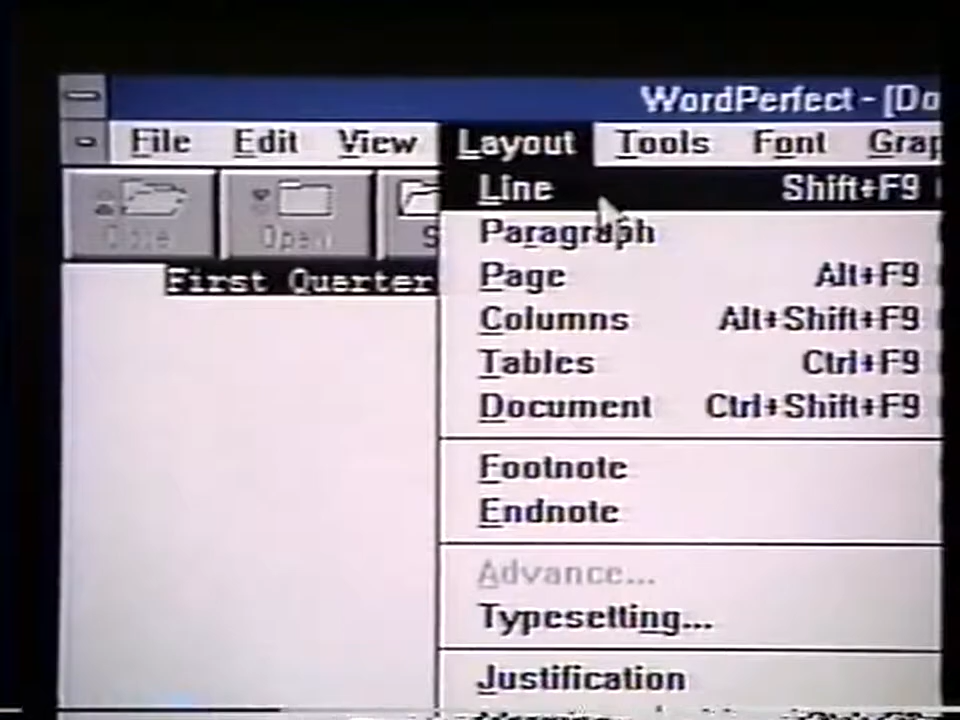 WordPerfect - [Do
File Edit View Layout Tools Font Grap
Close Open S
Line Shift+F9
Paragraph
First Quarter
Page Alt+F9
Columns Alt+Shift+F9
Tables Ctrl+F9
Document Ctrl+Shift+F9
Footnote
Endnote
Advance...
Typesetting...
Justification